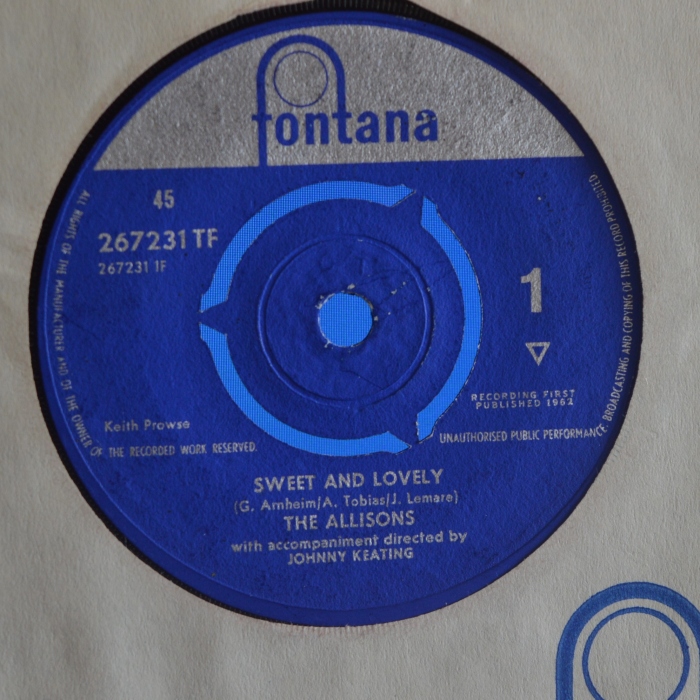 fontana
45
267231 TF
267231 1F
1
RECORDING FIRST
PUBLISHED 1962
Keith Prowse
ALL RIGHTS OF THE MANUFACTURER AND OF THE OWNER OF THE RECORDED WORK RESERVED.
UNAUTHORISED PUBLIC PERFORMANCE, BROADCASTING AND COPYING OF THIS RECORD PROHIBITED
SWEET AND LOVELY
(G. Arnheim/A. Tobias/J. Lemare)
THE ALLISONS
with accompaniment directed by
JOHNNY KEATING